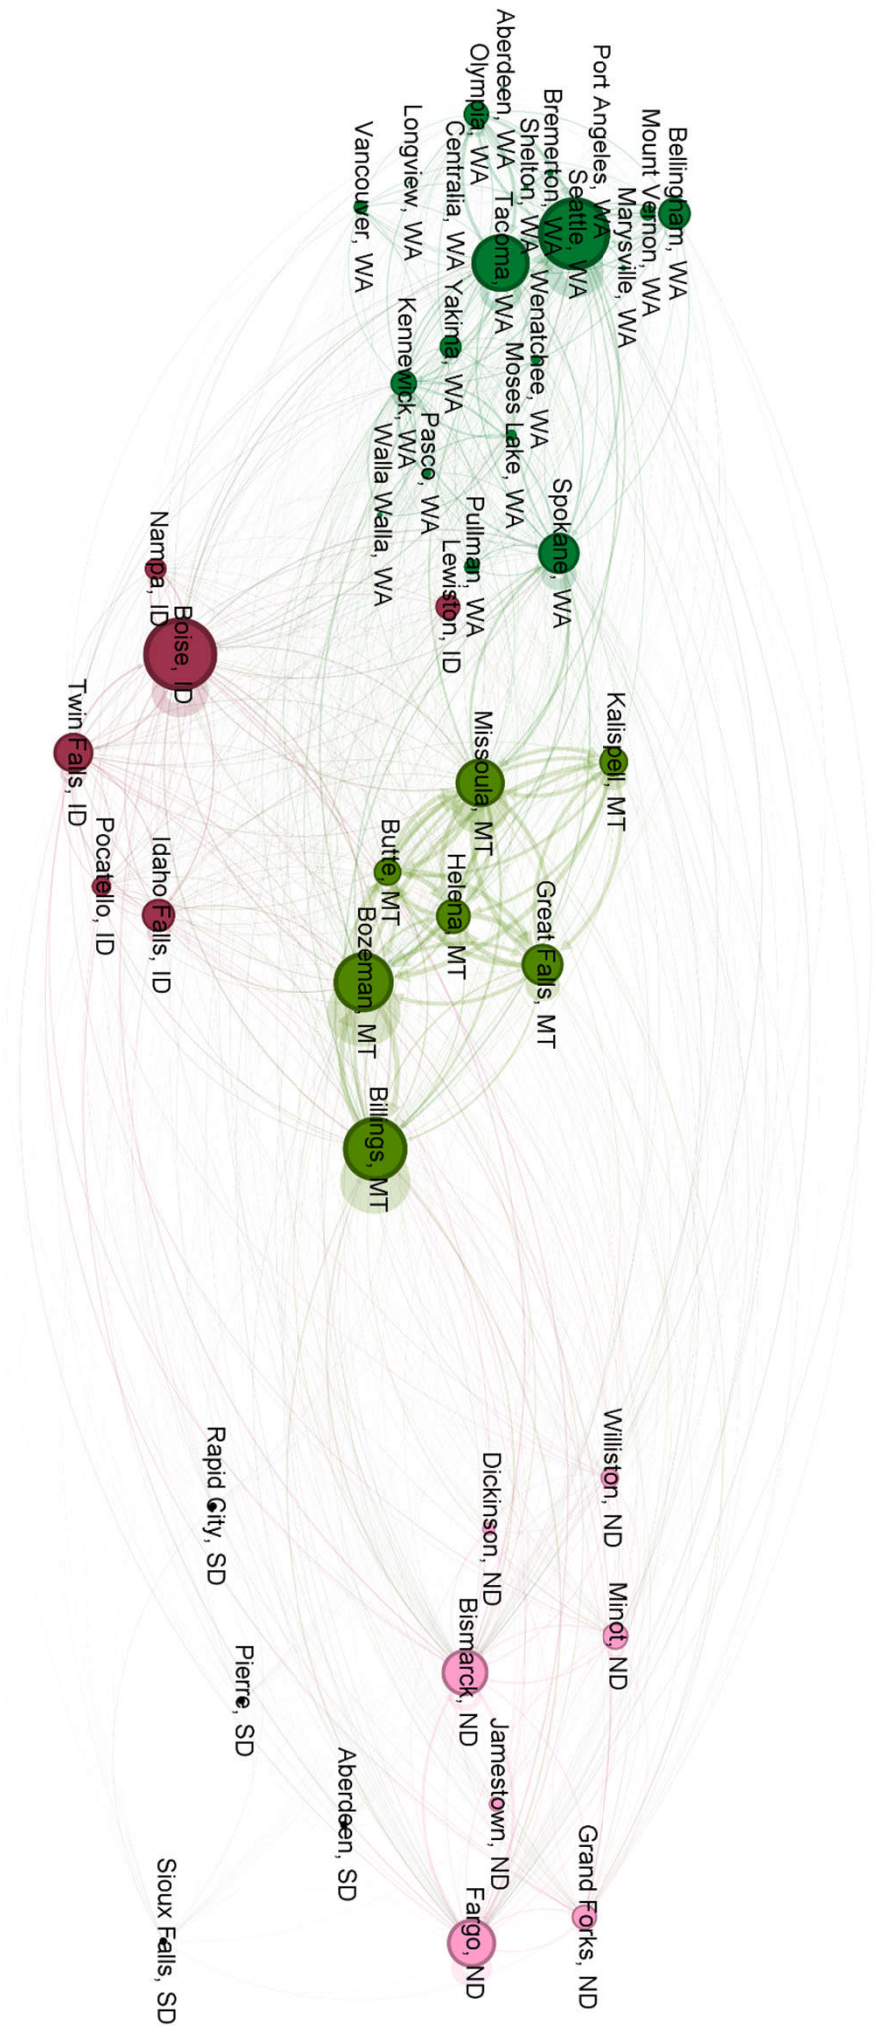 Bellingham, WA
Mount Vernon, WA
Marysville, WA
Port Angeles, WA
Seattle, WA
Bremerton, WA
Shelton, WA
Aberdeen, WA
Olympia, WA
Tacoma, WA
Centralia, WA
Longview, WA
Vancouver, WA
Wenatchee, WA
Yakima, WA
Moses Lake, WA
Kennewick, WA
Pasco, WA
Walla Walla, WA
Spokane, WA
Pullman, WA
Lewiston, ID
Nampa, ID
Boise, ID
Twin Falls, ID
Pocatello, ID
Idaho Falls, ID
Kalispell, MT
Missoula, MT
Butte, MT
Helena, MT
Great Falls, MT
Bozeman, MT
Billings, MT
Williston, ND
Dickinson, ND
Minot, ND
Bismarck, ND
Jamestown, ND
Grand Forks, ND
Fargo, ND
Rapid City, SD
Pierre, SD
Aberdeen, SD
Sioux Falls, SD